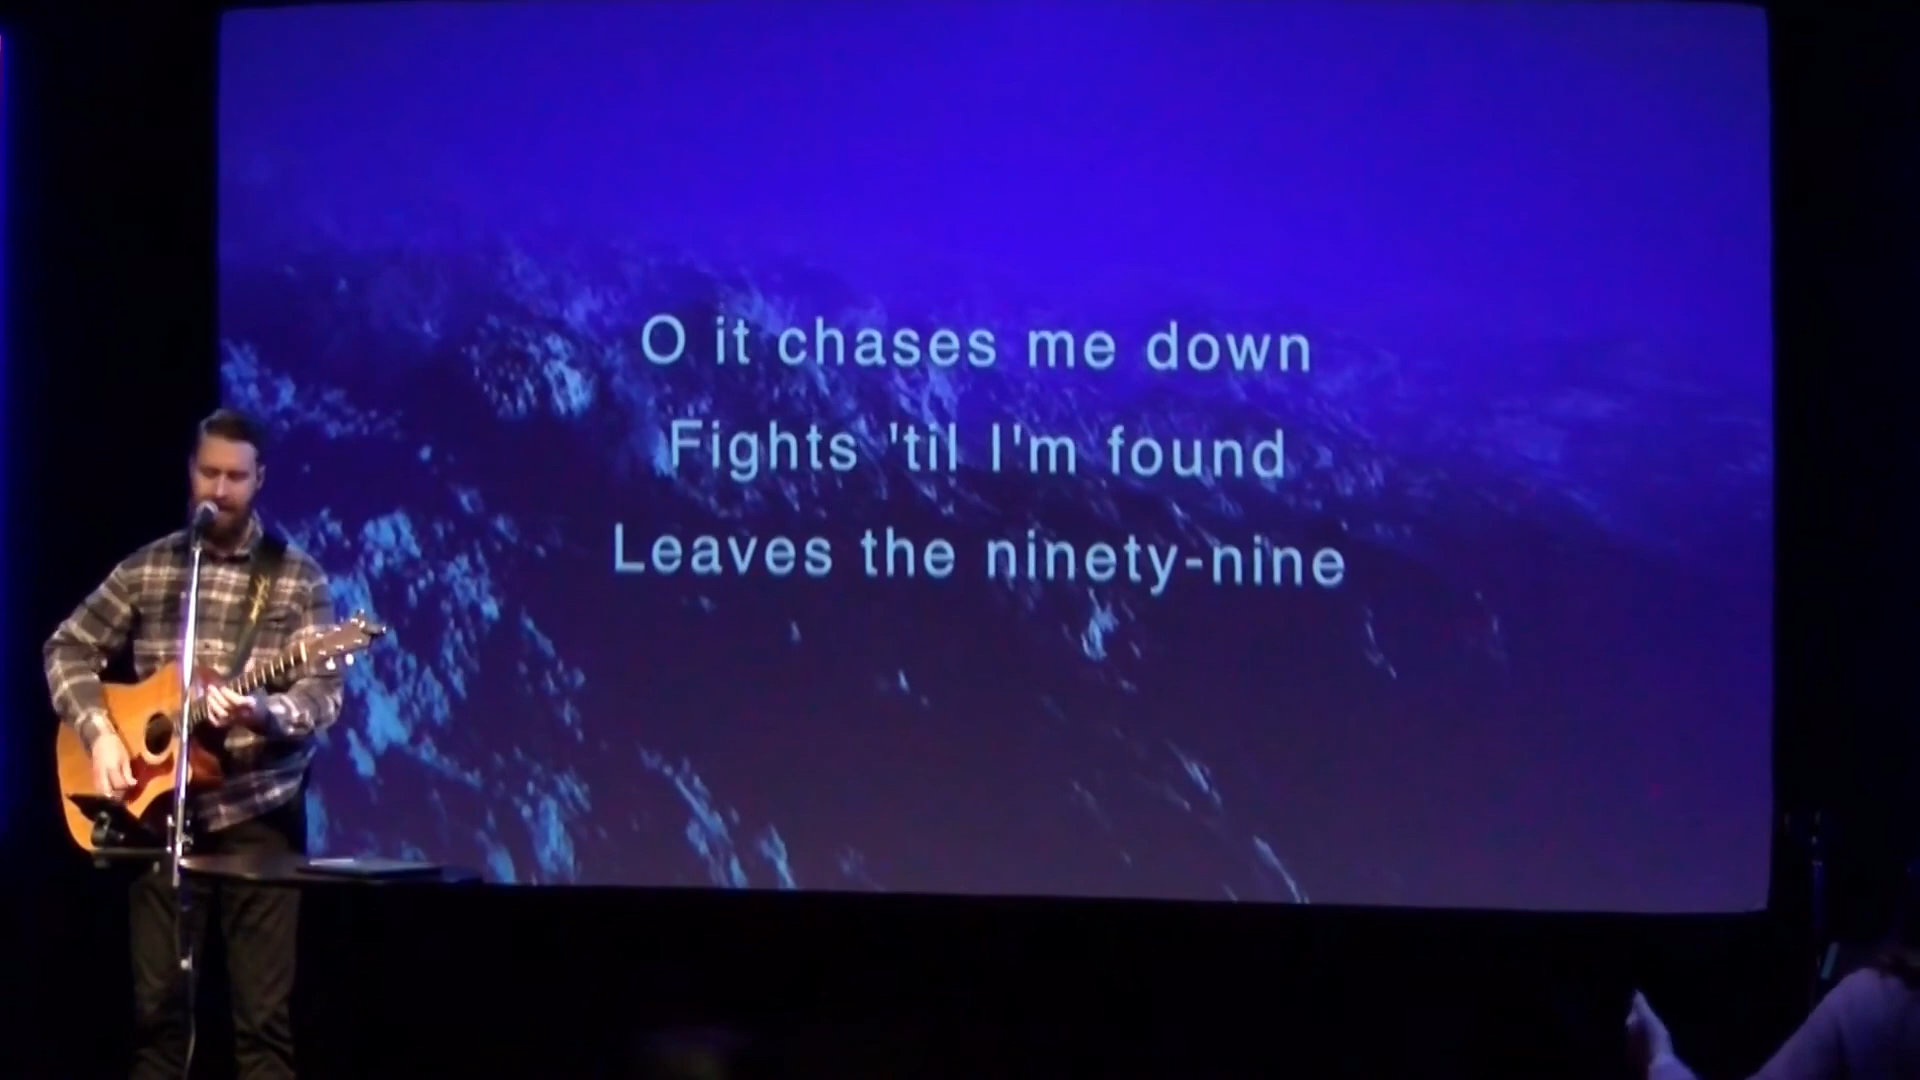 O it chases me down
Fights 'til I'm found
Leaves the ninety-nine